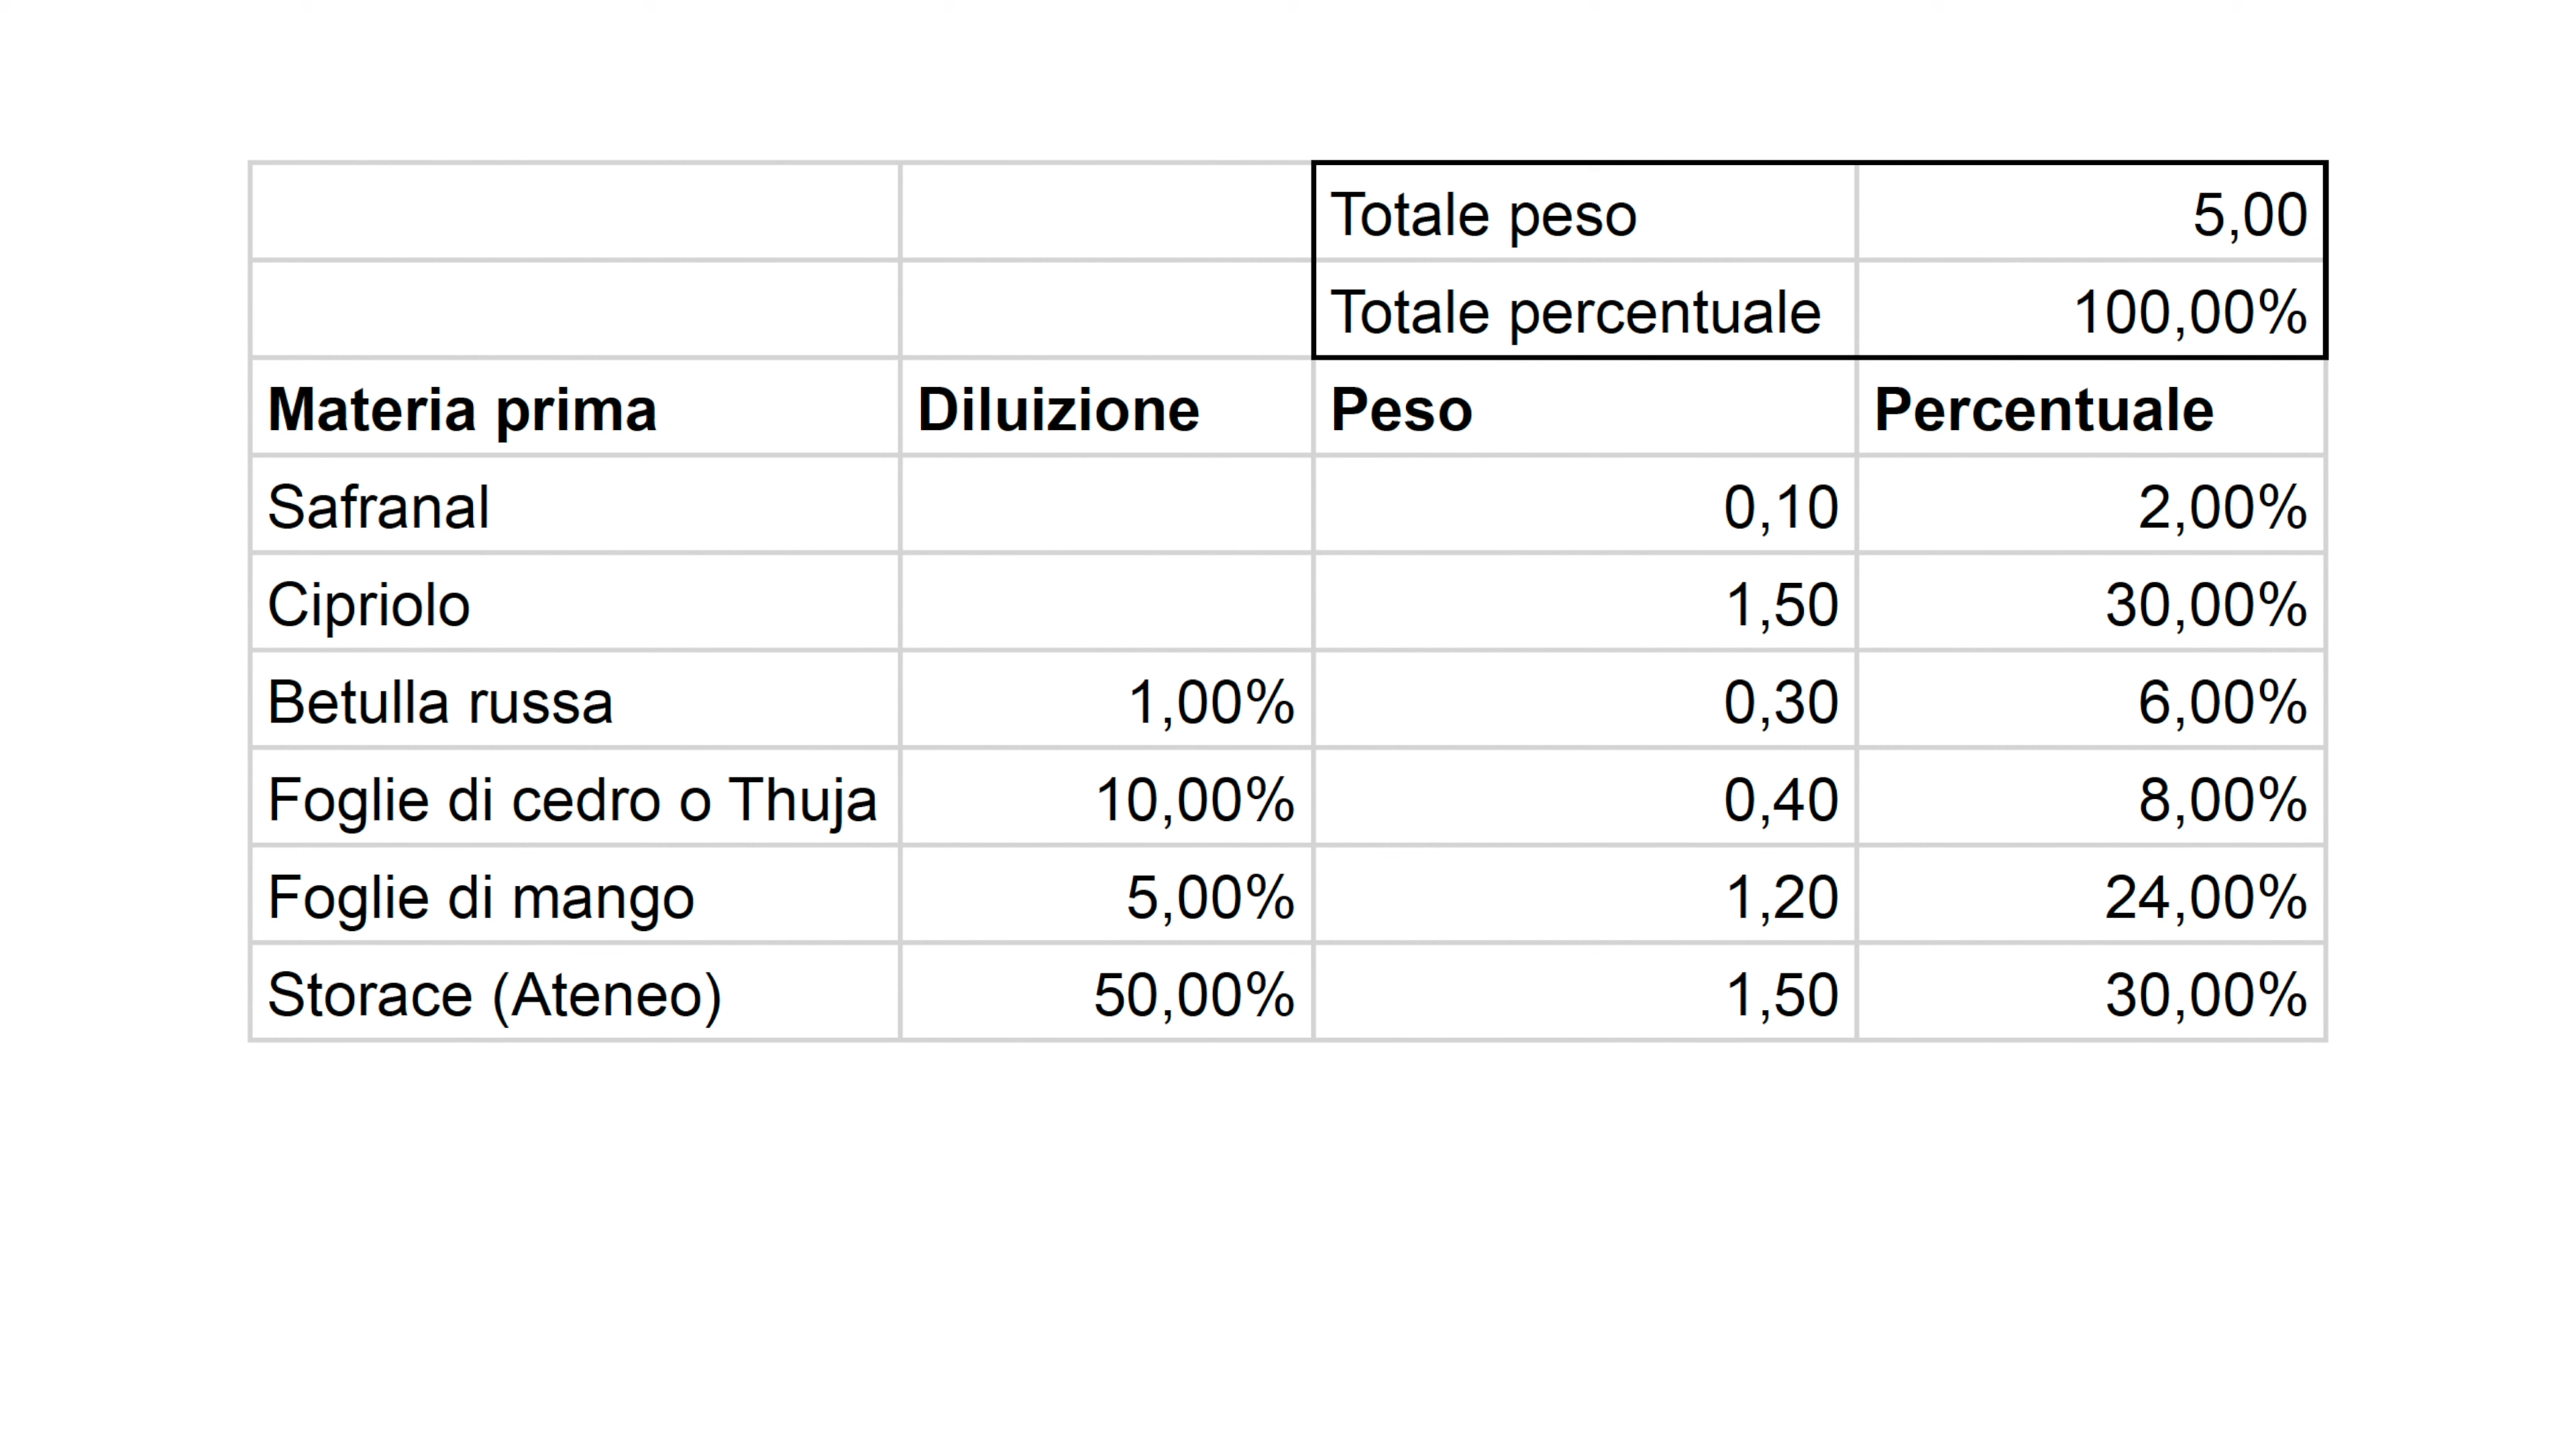 Totale peso 5,00
Totale percentuale 100,00%
Materia prima Diluizione Peso Percentuale
Safranal 0,10 2,00%
Cipriolo 1,50 30,00%
Betulla russa 1,00% 0,30 6,00%
Foglie di cedro o Thuja 10,00% 0,40 8,00%
Foglie di mango 5,00% 1,20 24,00%
Storace (Ateneo) 50,00% 1,50 30,00%